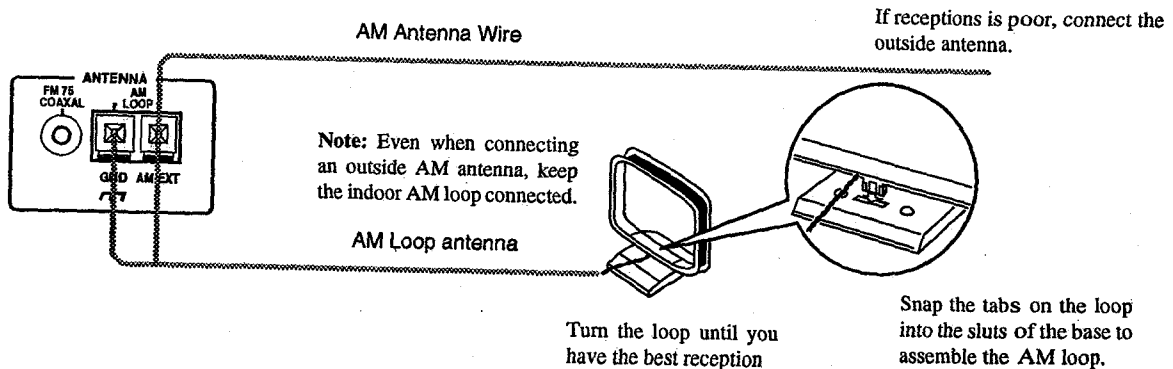 AM Antenna Wire
If receptions is poor, connect the
outside antenna.
ANTENNA
FM 75
COAXAL
AM
LOOP
GND AM EXT
Note: Even when connecting
an outside AM antenna, keep
the indoor AM loop connected.
AM Loop antenna
Turn the loop until you
have the best reception
Snap the tabs on the loop
into the sluts of the base to
assemble the AM loop.